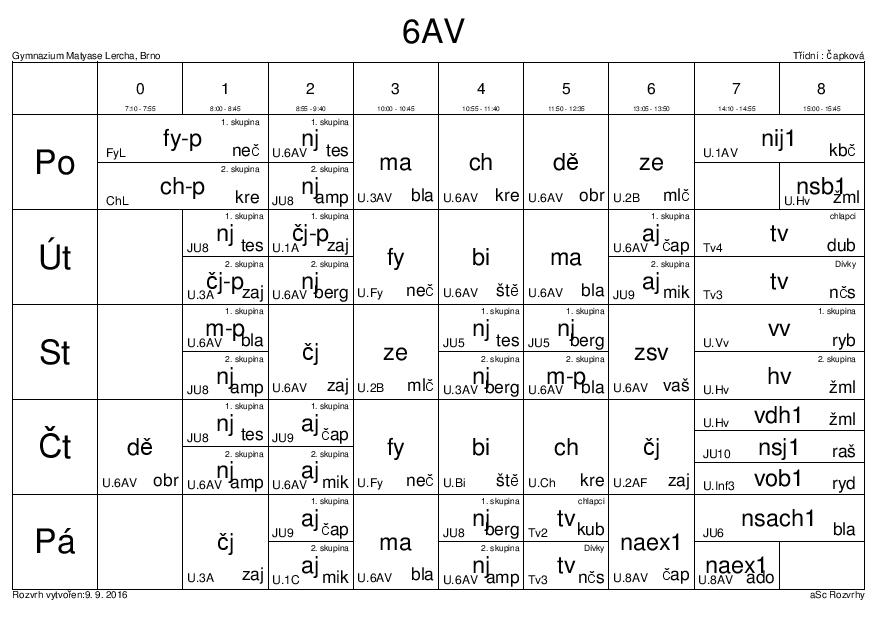 6AV
Gymnazium Matyase Lercha, Brno Třídní : Čapková
0 1 2 3 4 5 6 7 8
7:10 - 7:55 8:00 - 8:45 8:55 - 9:40 10:00 - 10:45 10:55 - 11:40 11:50 - 12:35 13:05 - 13:50 14:10 - 14:55 15:00 - 15:45
Po
1. skupina
fy-p
FyL neč
2. skupina
ch-p
ChL kre
1. skupina
nj
U.6AV tes
2. skupina
nj
JU8 amp
ma
U.3AV bla
ch
U.6AV kre
dě
U.6AV obr
ze
U.2B mlč
nij1
U.1AV kbč
nsb1
U.Hv žml
Út
1. skupina
nj
JU8 tes
2. skupina
čj-p
U.3A zaj
1. skupina
čj-p
U.1A zaj
2. skupina
nj
U.6AV berg
fy
U.Fy neč
bi
U.6AV ště
ma
U.6AV bla
1. skupina
aj
U.6AV čap
2. skupina
aj
JU9 mik
chlapci
tv
Tv4 dub
Dívky
tv
Tv3 nčs
St
1. skupina
m-p
U.6AV bla
2. skupina
nj
JU8 amp
čj
U.6AV zaj
ze
U.2B mlč
1. skupina
nj
JU5 tes
2. skupina
nj
U.3AV berg
1. skupina
nj
JU5 berg
2. skupina
m-p
U.6AV bla
zsv
U.6AV vaš
1. skupina
vv
U.Vv ryb
2. skupina
hv
U.Hv žml
Čt
dě
U.6AV obr
1. skupina
nj
JU8 tes
2. skupina
nj
U.6AV amp
1. skupina
aj
JU9 čap
2. skupina
aj
U.6AV mik
fy
U.Fy neč
bi
U.Bi ště
ch
U.Ch kre
čj
U.2AF zaj
vdh1
U.Hv žml
nsj1
JU10 raš
vob1
U.Inf3 ryd
Pá
čj
U.3A zaj
1. skupina
aj
JU9 čap
2. skupina
aj
U.1C mik
ma
U.6AV bla
1. skupina
nj
JU8 berg
2. skupina
nj
U.6AV amp
chlapci
tv
Tv2 kub
Dívky
tv
Tv3 nčs
naex1
U.8AV čap
nsach1
JU6 bla
naex1
U.8AV ado
Rozvrh vytvořen:9. 9. 2016 aSc Rozvrhy